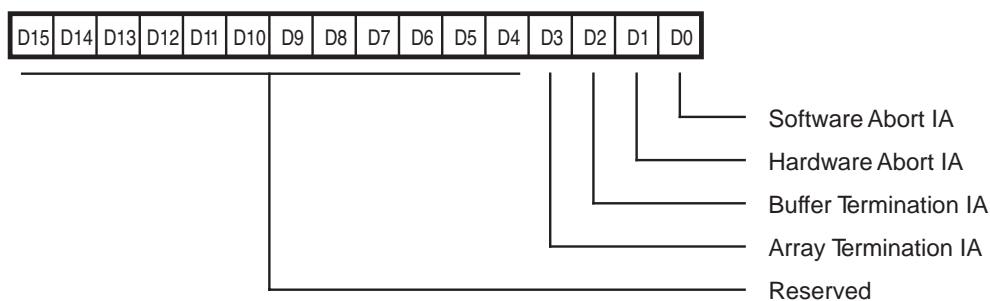 D15 D14 D13 D12 D11 D10 D9 D8 D7 D6 D5 D4 D3 D2 D1 D0
Software Abort IA
Hardware Abort IA
Buffer Termination IA
Array Termination IA
Reserved